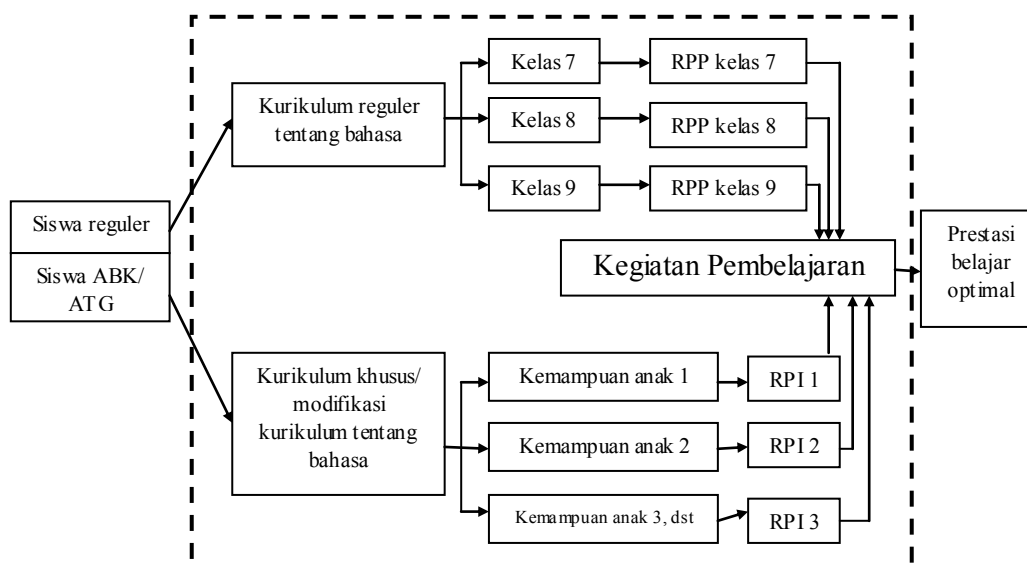 Siswa reguler
Siswa ABK/
ATG
Kurikulum reguler
tentang bahasa
Kelas 7
RPP kelas 7
Kelas 8
RPP kelas 8
Kelas 9
RPP kelas 9
Kegiatan Pembelajaran
Prestasi
belajar
optimal
Kurikulum khusus/
modifikasi
kurikulum tentang
bahasa
Kemampuan anak 1
RPI 1
Kemampuan anak 2
RPI 2
Kemampuan anak 3, dst
RPI 3